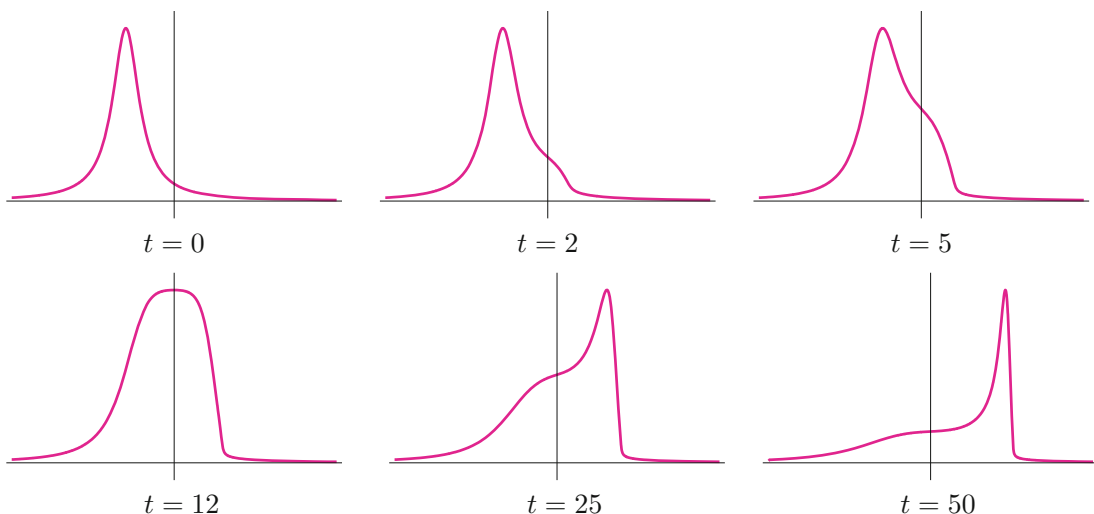 t = 0
t = 2
t = 5
t = 12
t = 25
t = 50